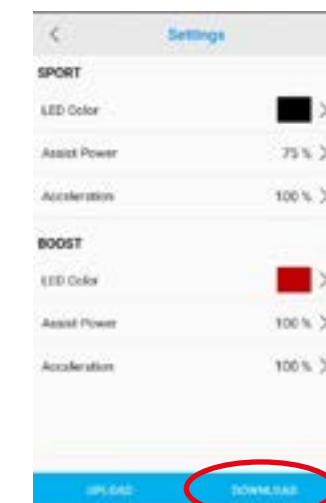 Settings
SPORT
LED Color
Assist Power 75 %
Acceleration 100 %
BOOST
LED Color
Assist Power 100 %
Acceleration 100 %
UPLOAD DOWNLOAD